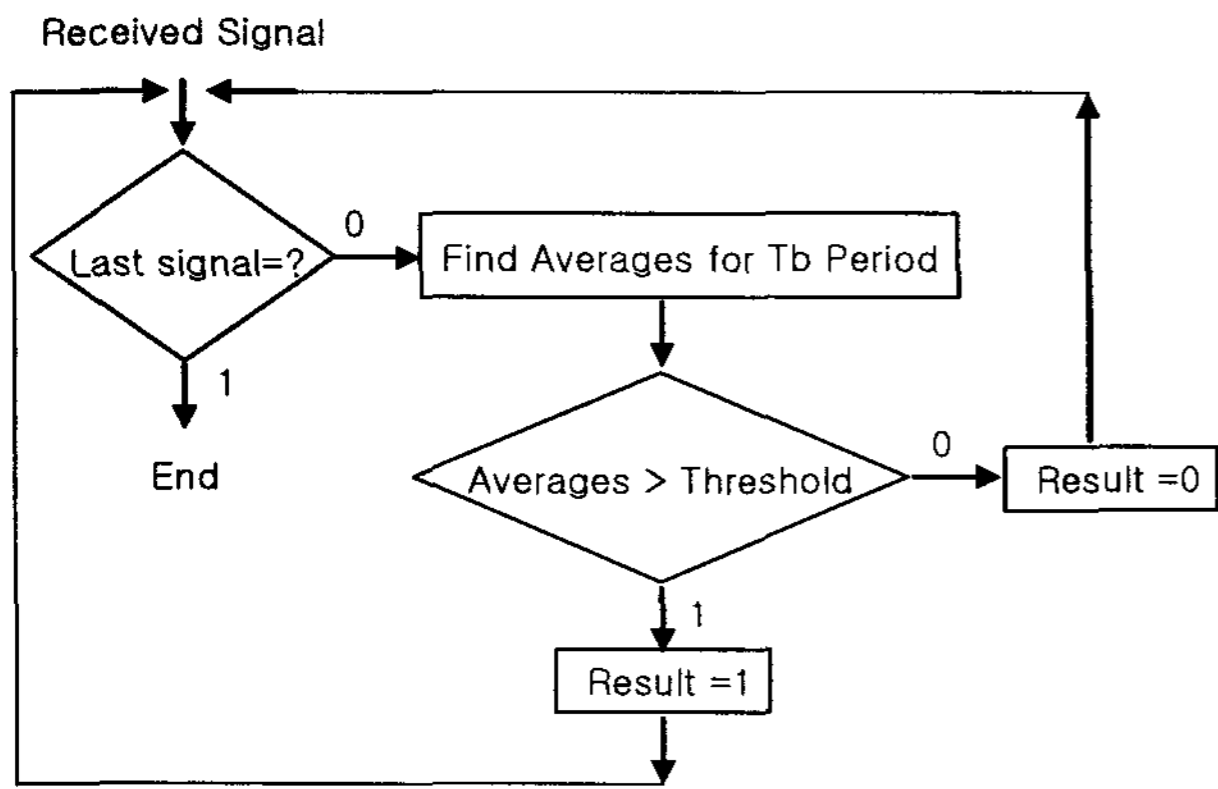 Received Signal
Last signal=?
0
Find Averages for Tb Period
1
End
Averages > Threshold
0
Result =0
1
Result =1